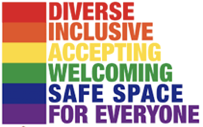 DIVERSE
INCLUSIVE
ACCEPTING
WELCOMING
SAFE SPACE
FOR EVERYONE